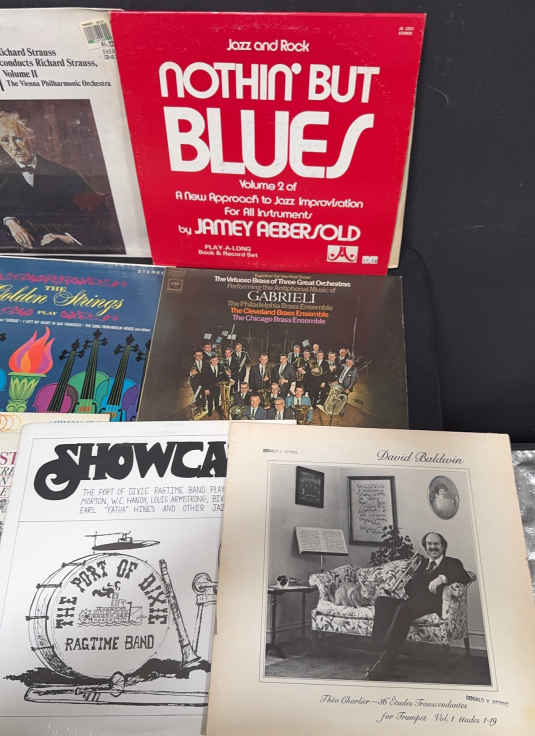 Richard Strauss
conducts Richard Strauss,
Volume II
The Vienna Philharmonic Orchestra
Jazz and Rock
NOTHIN' BUT
BLUES
Volume 2 of
A New Approach to Jazz Improvisation
For All Instruments
by JAMEY AEBERSOLD
PLAY-A-LONG
Book & Record Set
STEREO
THE
Golden Strings
PLAY
The Virtuoso Brass of Three Great Orchestras
Performing the Antiphonal Music of
GABRIELI
The Philadelphia Brass Ensemble
The Cleveland Brass Ensemble
The Chicago Brass Ensemble
SHOWCA
THE PORT OF DIXIE RAGTIME BAND PLAY
MORTON, W.C. HANDY, LOUIS ARMSTRONG, BIX
EARL "FATHA" HINES AND OTHER JAZ
THE PORT OF DIXIE
RAGTIME BAND
David Baldwin
Théo Charlier - 36 Etudes Transcendantes
for Trumpet Vol. 1 études 1-19